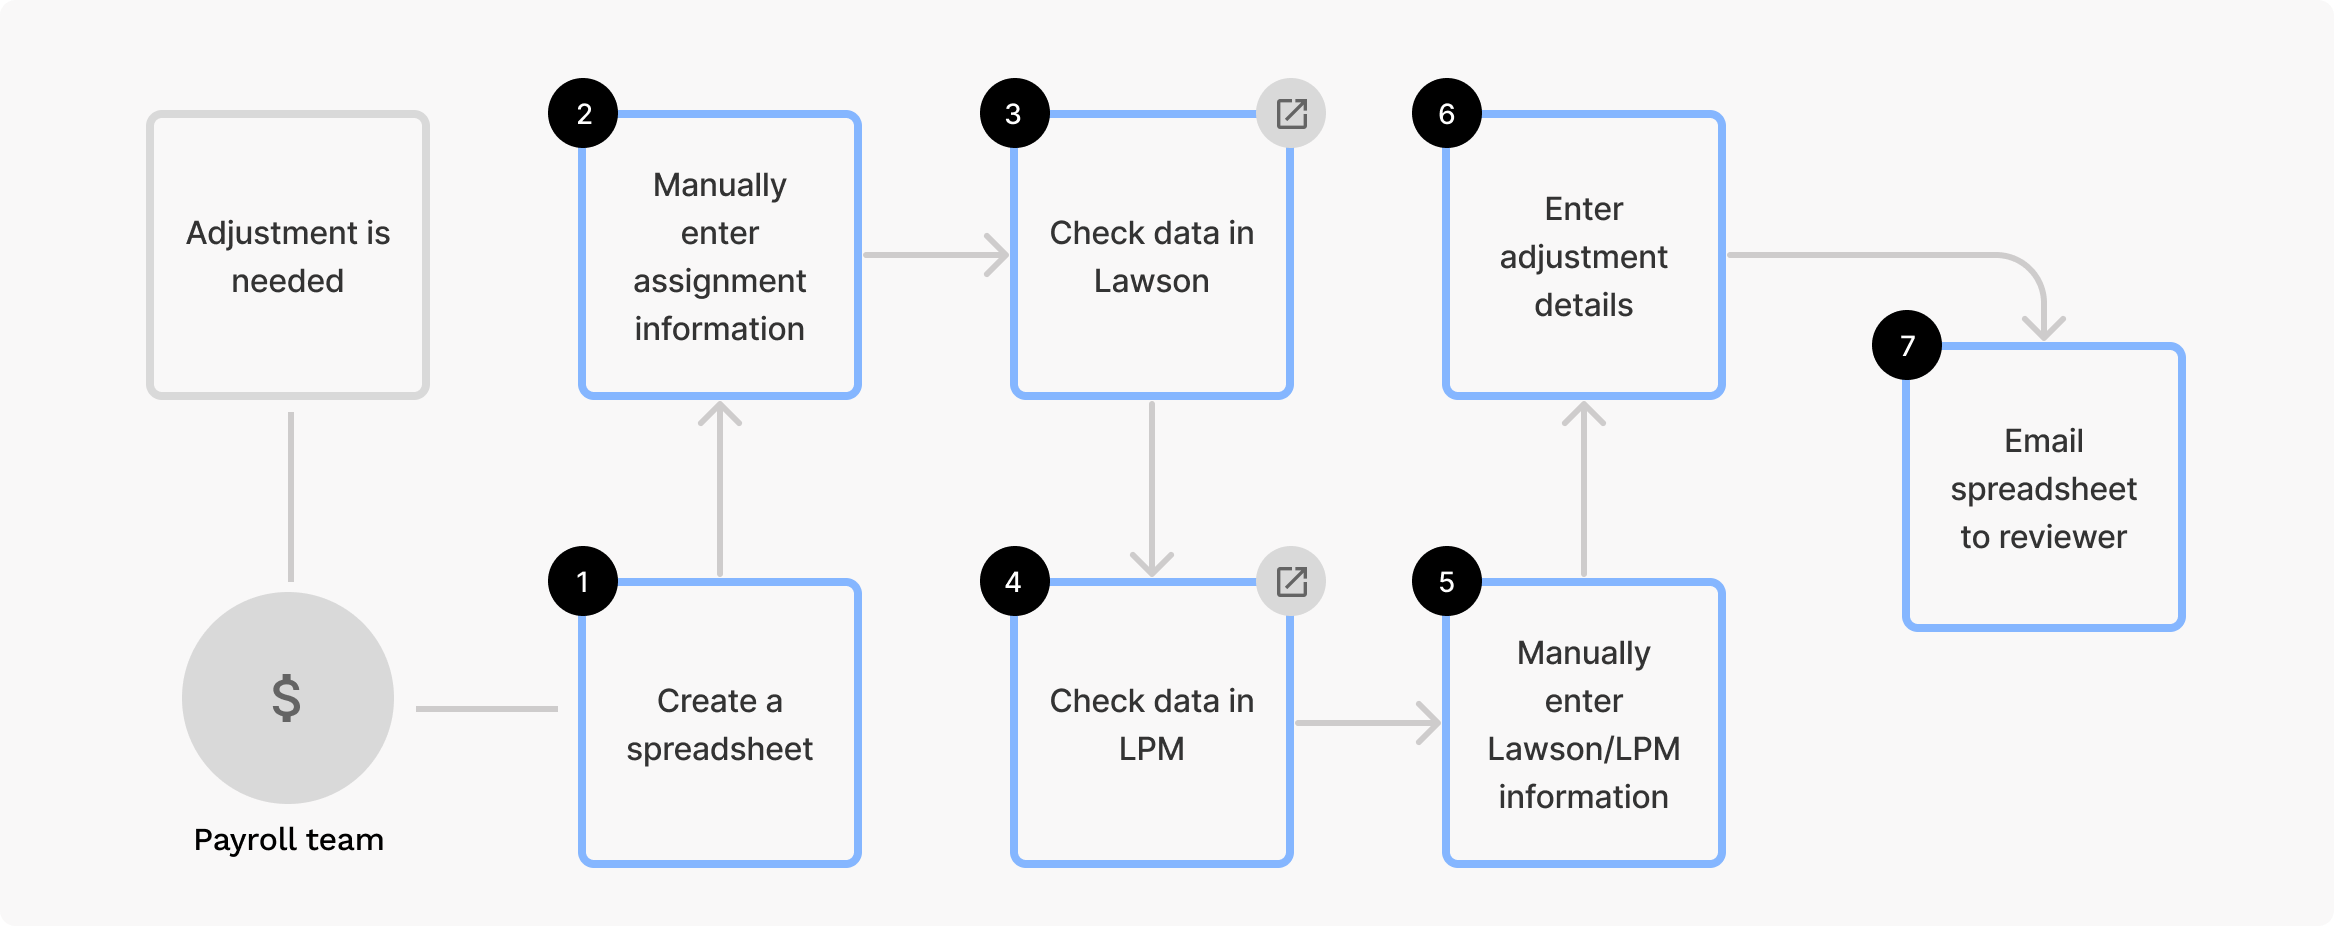 Adjustment is
needed
$
Payroll team
1
Create a
spreadsheet
2
Manually
enter
assignment
information
3
Check data in
Lawson
4
Check data in
LPM
5
Manually
enter
Lawson/LPM
information
6
Enter
adjustment
details
7
Email
spreadsheet
to reviewer